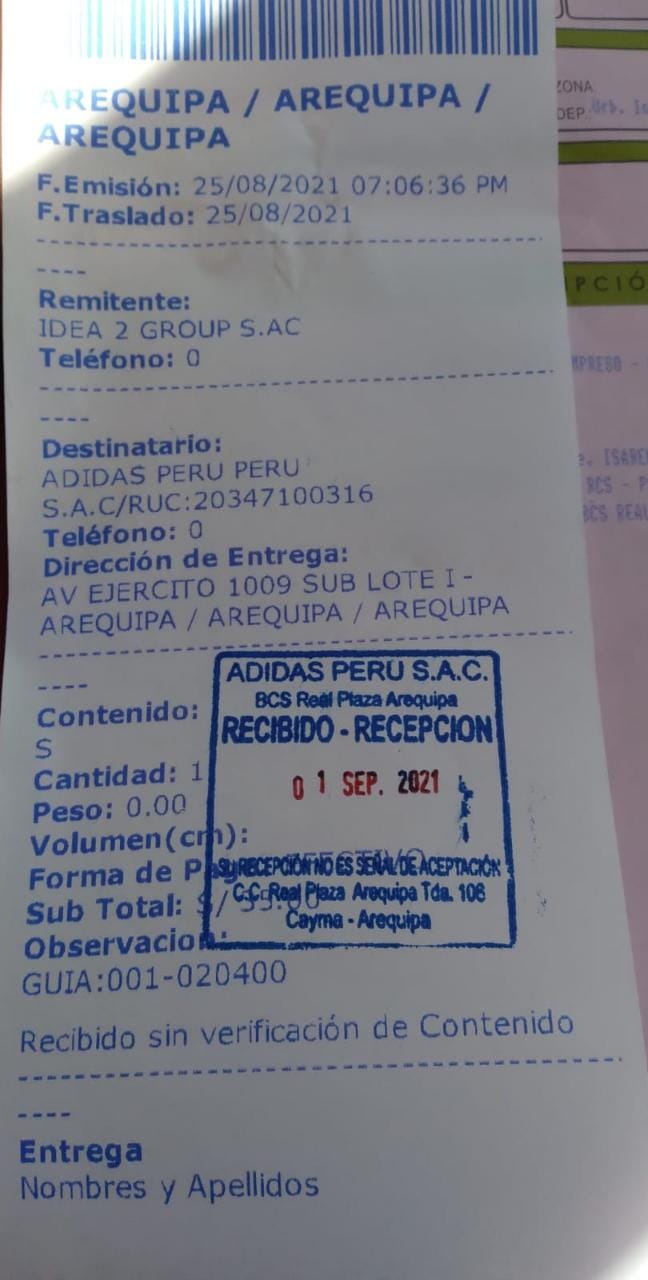 AREQUIPA / AREQUIPA /
AREQUIPA
F.Emisión: 25/08/2021 07:06:36 PM
F.Traslado: 25/08/2021
Remitente:
IDEA 2 GROUP S.AC
Teléfono: 0
Destinatario:
ADIDAS PERU PERU
S.A.C/RUC:20347100316
Teléfono: 0
Dirección de Entrega:
AV EJERCITO 1009 SUB LOTE I -
AREQUIPA / AREQUIPA / AREQUIPA
Contenido:
S
Cantidad: 1
Peso: 0.00
Volumen(cm):
Forma de Pago: EFECTIVO
Sub Total: S/
Observacion:
GUIA:001-020400
Recibido sin verificación de Contenido
Entrega
Nombres y Apellidos
ADIDAS PERU S.A.C.
BCS Real Plaza Arequipa
RECIBIDO - RECEPCION
01 SEP. 2021
SU RECEPCIÓN NO ES SEÑAL DE ACEPTACIÓN
C.C. Real Plaza Arequipa Tda. 106
Cayma - Arequipa
ZONA
DEP.